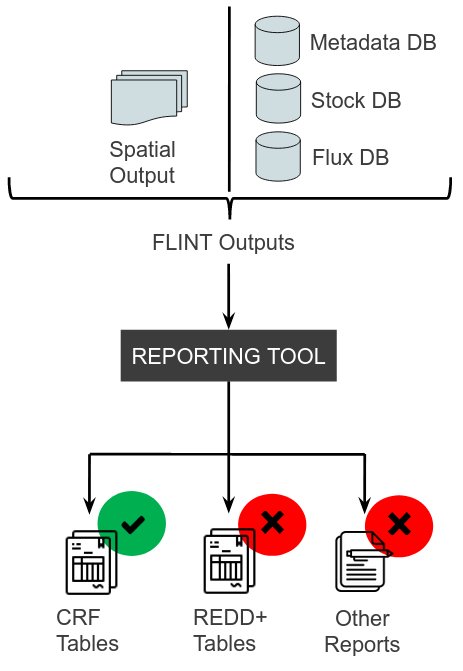 Metadata DB
Stock DB
Flux DB
Spatial
Output
FLINT Outputs
REPORTING TOOL
CRF
Tables
REDD+
Tables
Other
Reports